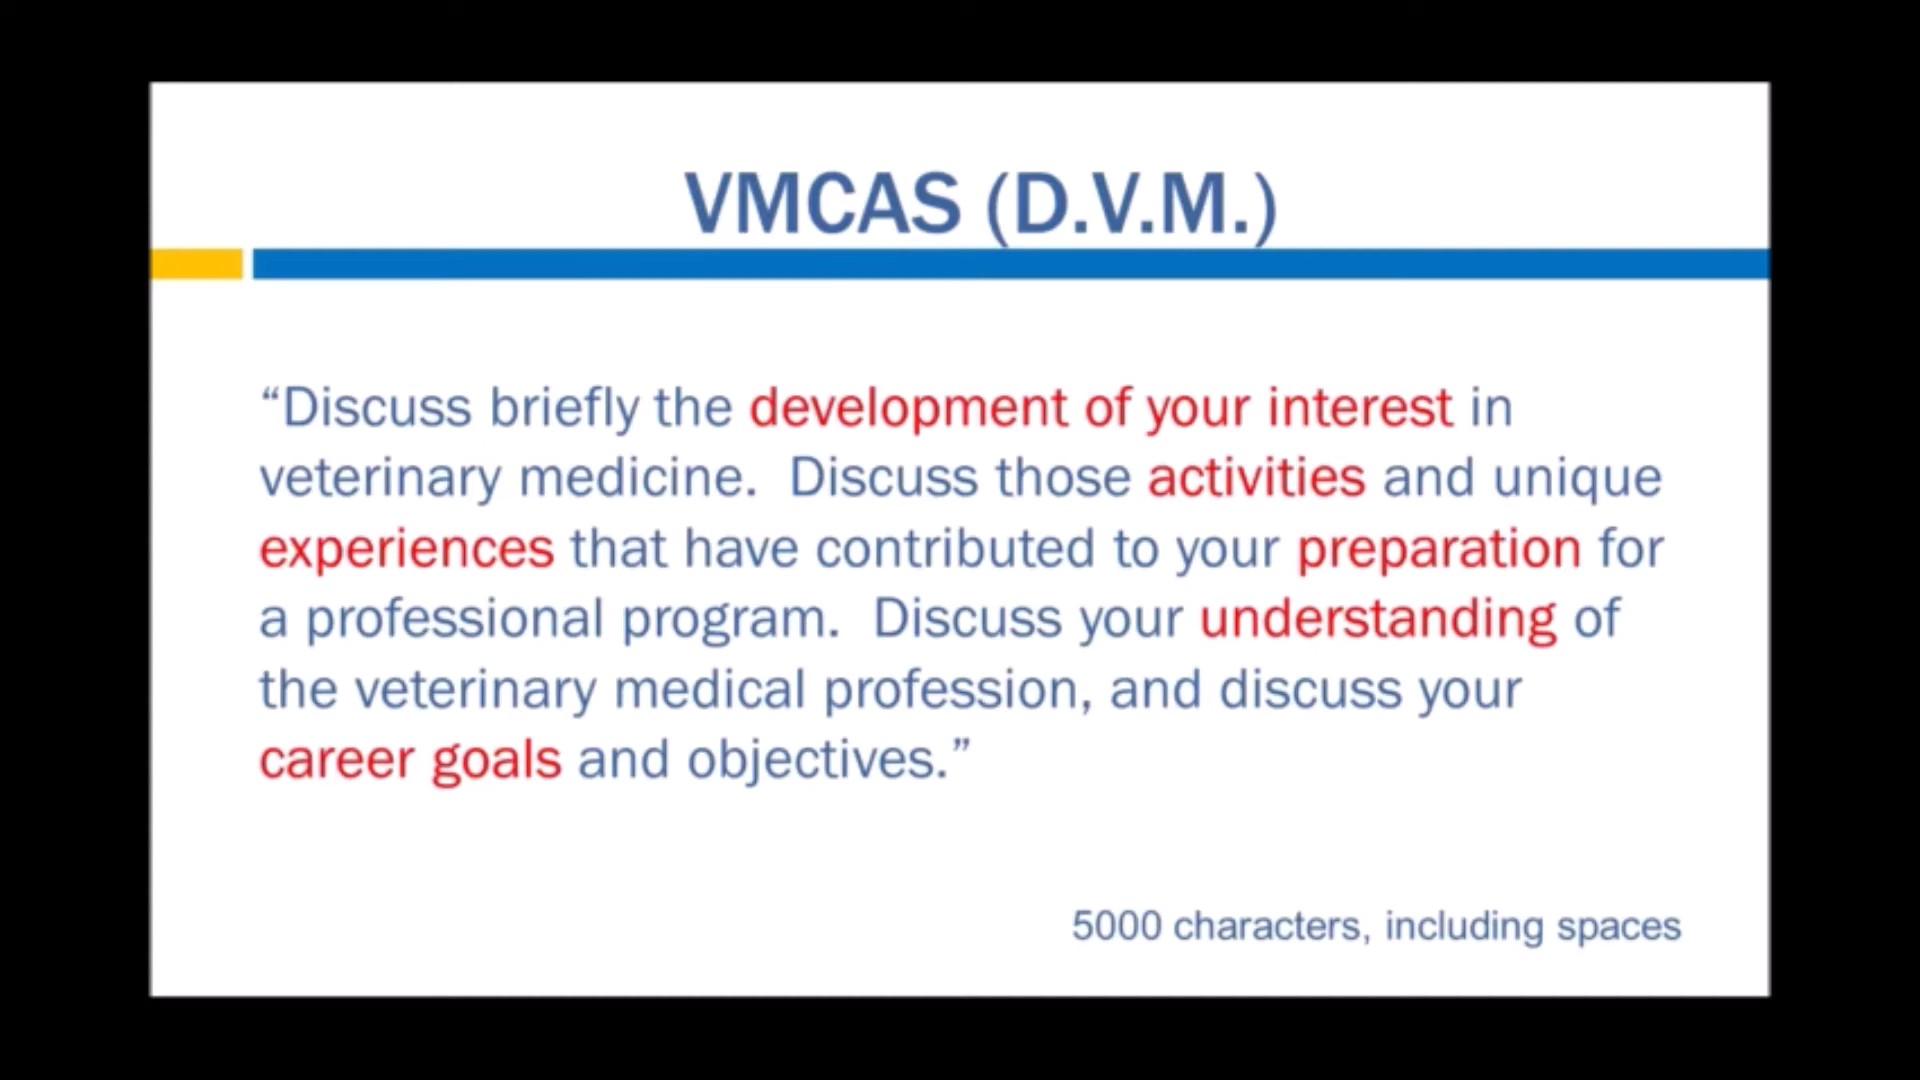 VMCAS (D.V.M.)
“Discuss briefly the development of your interest in
veterinary medicine.  Discuss those activities and unique
experiences that have contributed to your preparation for
a professional program.  Discuss your understanding of
the veterinary medical profession, and discuss your
career goals and objectives.”
5000 characters, including spaces